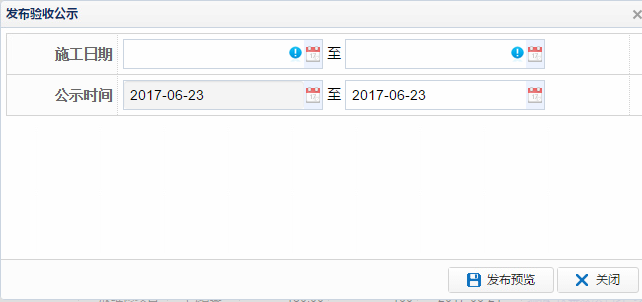 发布验收公示
施工日期 至
公示时间 2017-06-23 至 2017-06-23
发布预览 关闭